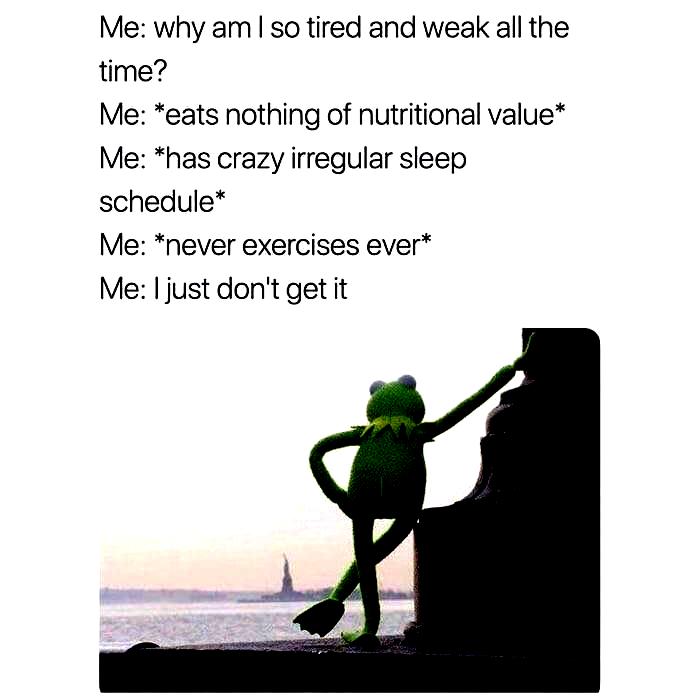 Me: why am I so tired and weak all the
time?
Me: *eats nothing of nutritional value*
Me: *has crazy irregular sleep
schedule*
Me: *never exercises ever*
Me: I just don't get it